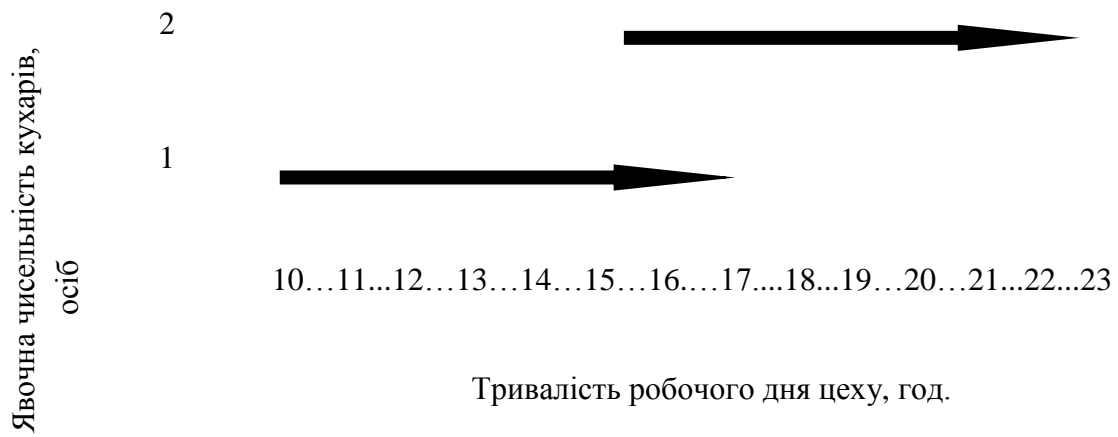 Явочна чисельність кухарів,
осіб
2
1
10…11...12…13…14…15…16.…17....18...19…20…21...22...23
Тривалість робочого дня цеху, год.